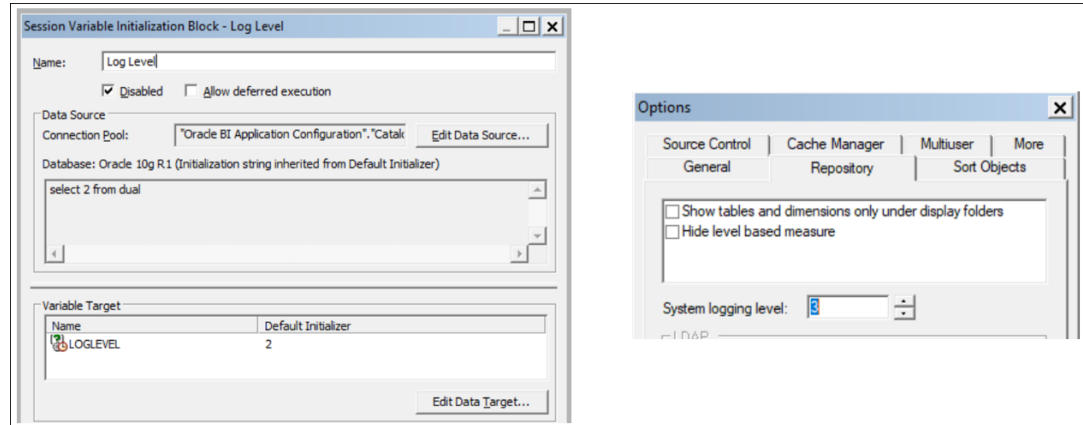 Session Variable Initialization Block - Log Level
Name: Log Level
Disabled Allow deferred execution
Data Source
Connection Pool: "Oracle BI Application Configuration"."Catalo Edit Data Source...
Database: Oracle 10g R1 (Initialization string inherited from Default Initializer)
select 2 from dual
Variable Target
Name Default Initializer
LOGLEVEL 2
Edit Data Target...
Options
Source Control Cache Manager Multiuser More
General Repository Sort Objects
Show tables and dimensions only under display folders
Hide level based measure
System logging level: 3
LDAP